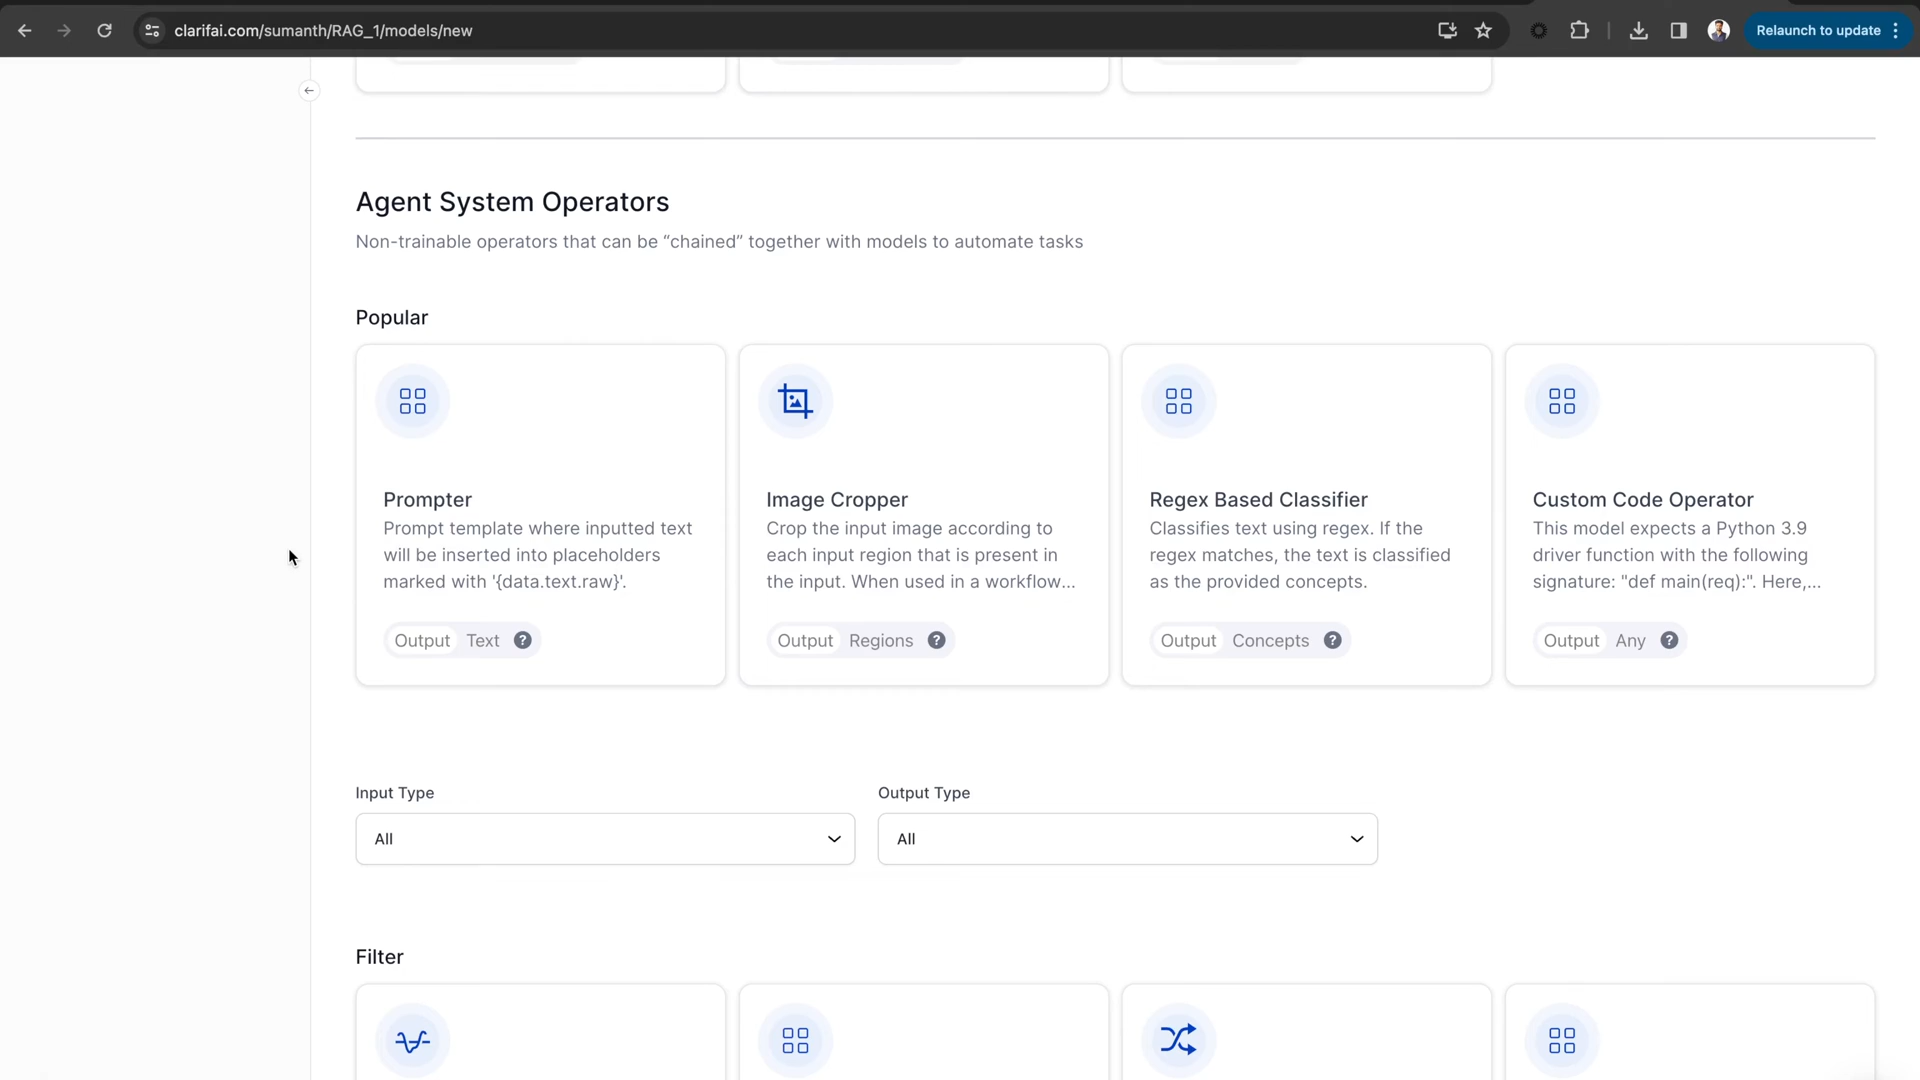 clarifai.com/sumanth/RAG_1/models/new
Relaunch to update
Agent System Operators
Non-trainable operators that can be “chained” together with models to automate tasks
Popular
Prompter
Prompt template where inputted text
will be inserted into placeholders
marked with '{data.text.raw}'.
Output Text ?
Image Cropper
Crop the input image according to
each input region that is present in
the input. When used in a workflow...
Output Regions ?
Regex Based Classifier
Classifies text using regex. If the
regex matches, the text is classified
as the provided concepts.
Output Concepts ?
Custom Code Operator
This model expects a Python 3.9
driver function with the following
signature: "def main(req):". Here,...
Output Any ?
Input Type
All
Output Type
All
Filter